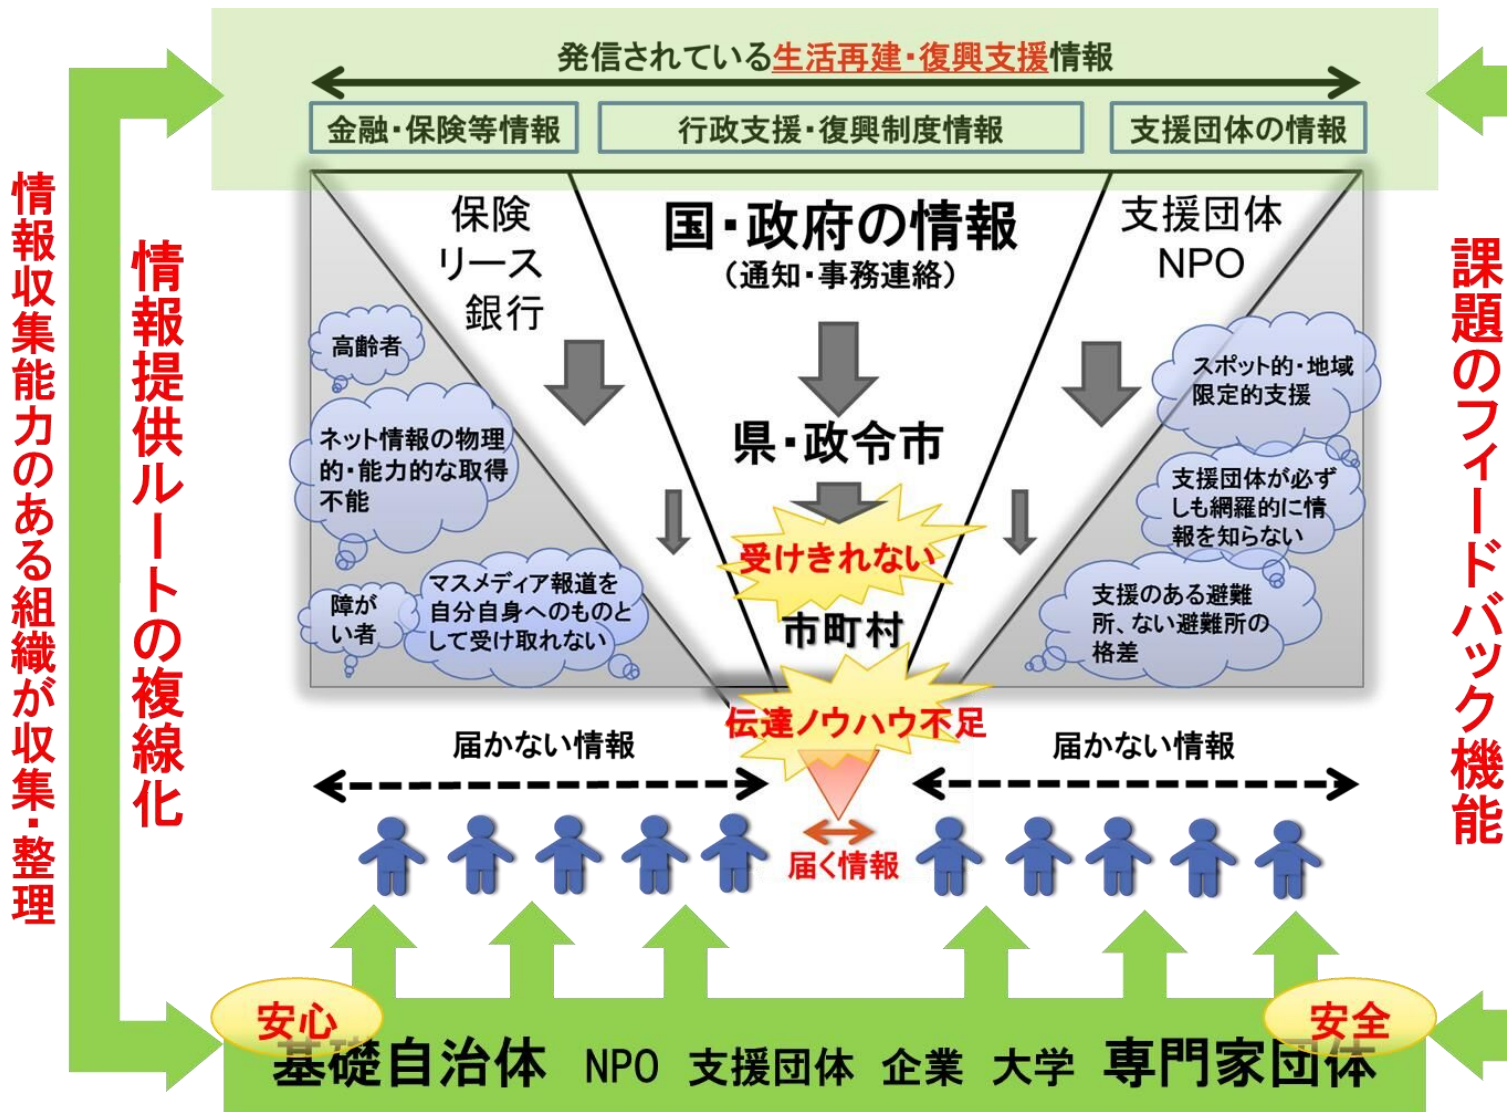 発信されている生活再建・復興支援情報
金融・保険等情報
行政支援・復興制度情報
支援団体の情報
保険
リース
銀行
国・政府の情報
（通知・事務連絡）
支援団体
NPO
高齢者
ネット情報の物理
的・能力的な取得
不能
障が
い者
マスメディア報道を
自分自身へのものと
して受け取れない
県・政令市
受けきれない
市町村
伝達ノウハウ不足
スポット的・地域
限定的支援
支援団体が必ず
しも網羅的に情
報を知らない
支援のある避難
所、ない避難所の
格差
届かない情報
届く情報
届かない情報
情報収集能力のある組織が収集・整理
情報提供ルートの複線化
課題のフィードバック機能
安心
安全
基礎自治体 NPO 支援団体 企業 大学 専門家団体